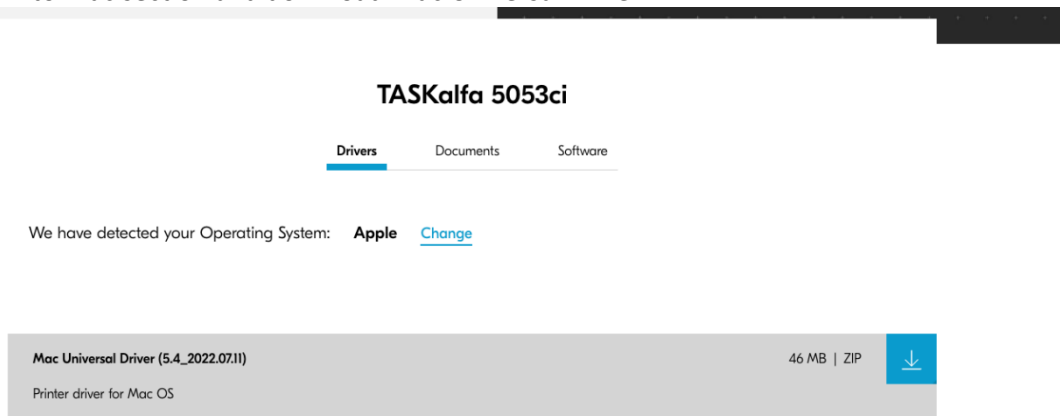 TASKalfa 5053ci
Drivers Documents Software
We have detected your Operating System: Apple Change
Mac Universal Driver (5.4_2022.07.11) 46 MB | ZIP
Printer driver for Mac OS